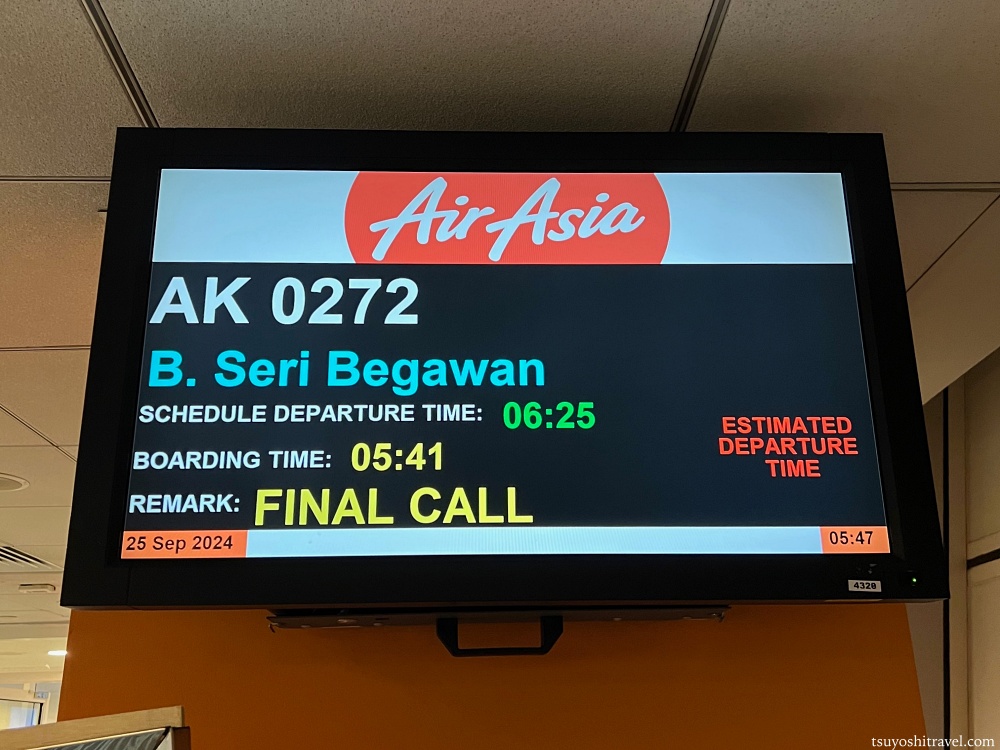 AirAsia
AK 0272
B. Seri Begawan
SCHEDULE DEPARTURE TIME: 06:25
BOARDING TIME: 05:41
ESTIMATED
DEPARTURE
TIME
REMARK: FINAL CALL
25 Sep 2024 05:47
4328
tsuyoshitravel.com